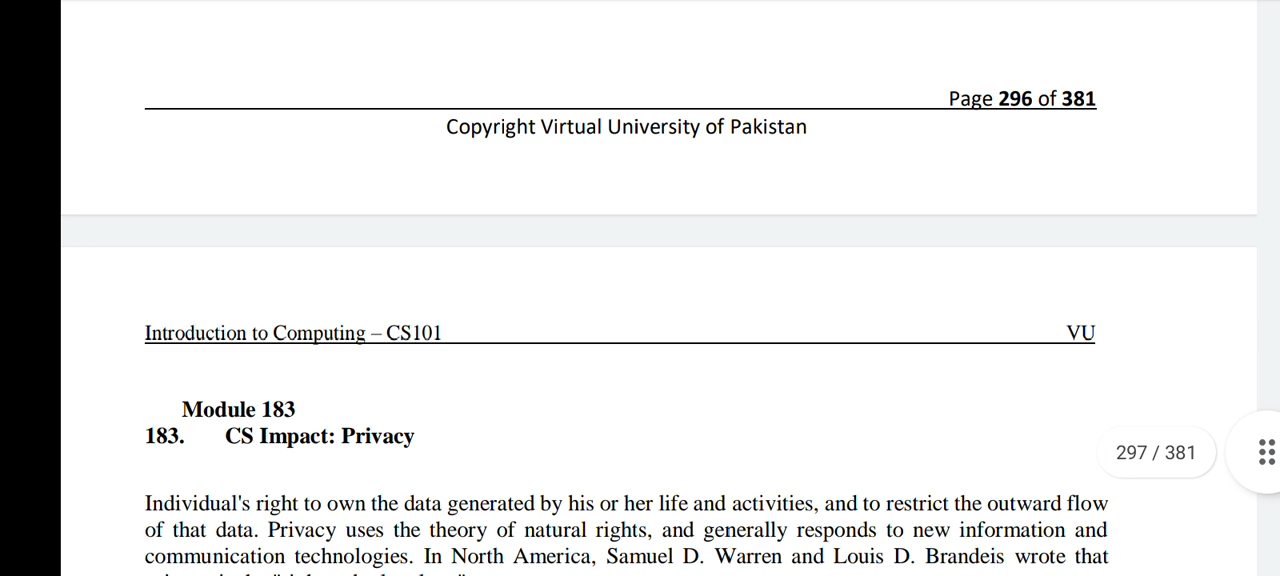 Page 296 of 381
Copyright Virtual University of Pakistan
Introduction to Computing – CS101 VU
Module 183
183. CS Impact: Privacy
297 / 381
Individual's right to own the data generated by his or her life and activities, and to restrict the outward flow
of that data. Privacy uses the theory of natural rights, and generally responds to new information and
communication technologies. In North America, Samuel D. Warren and Louis D. Brandeis wrote that